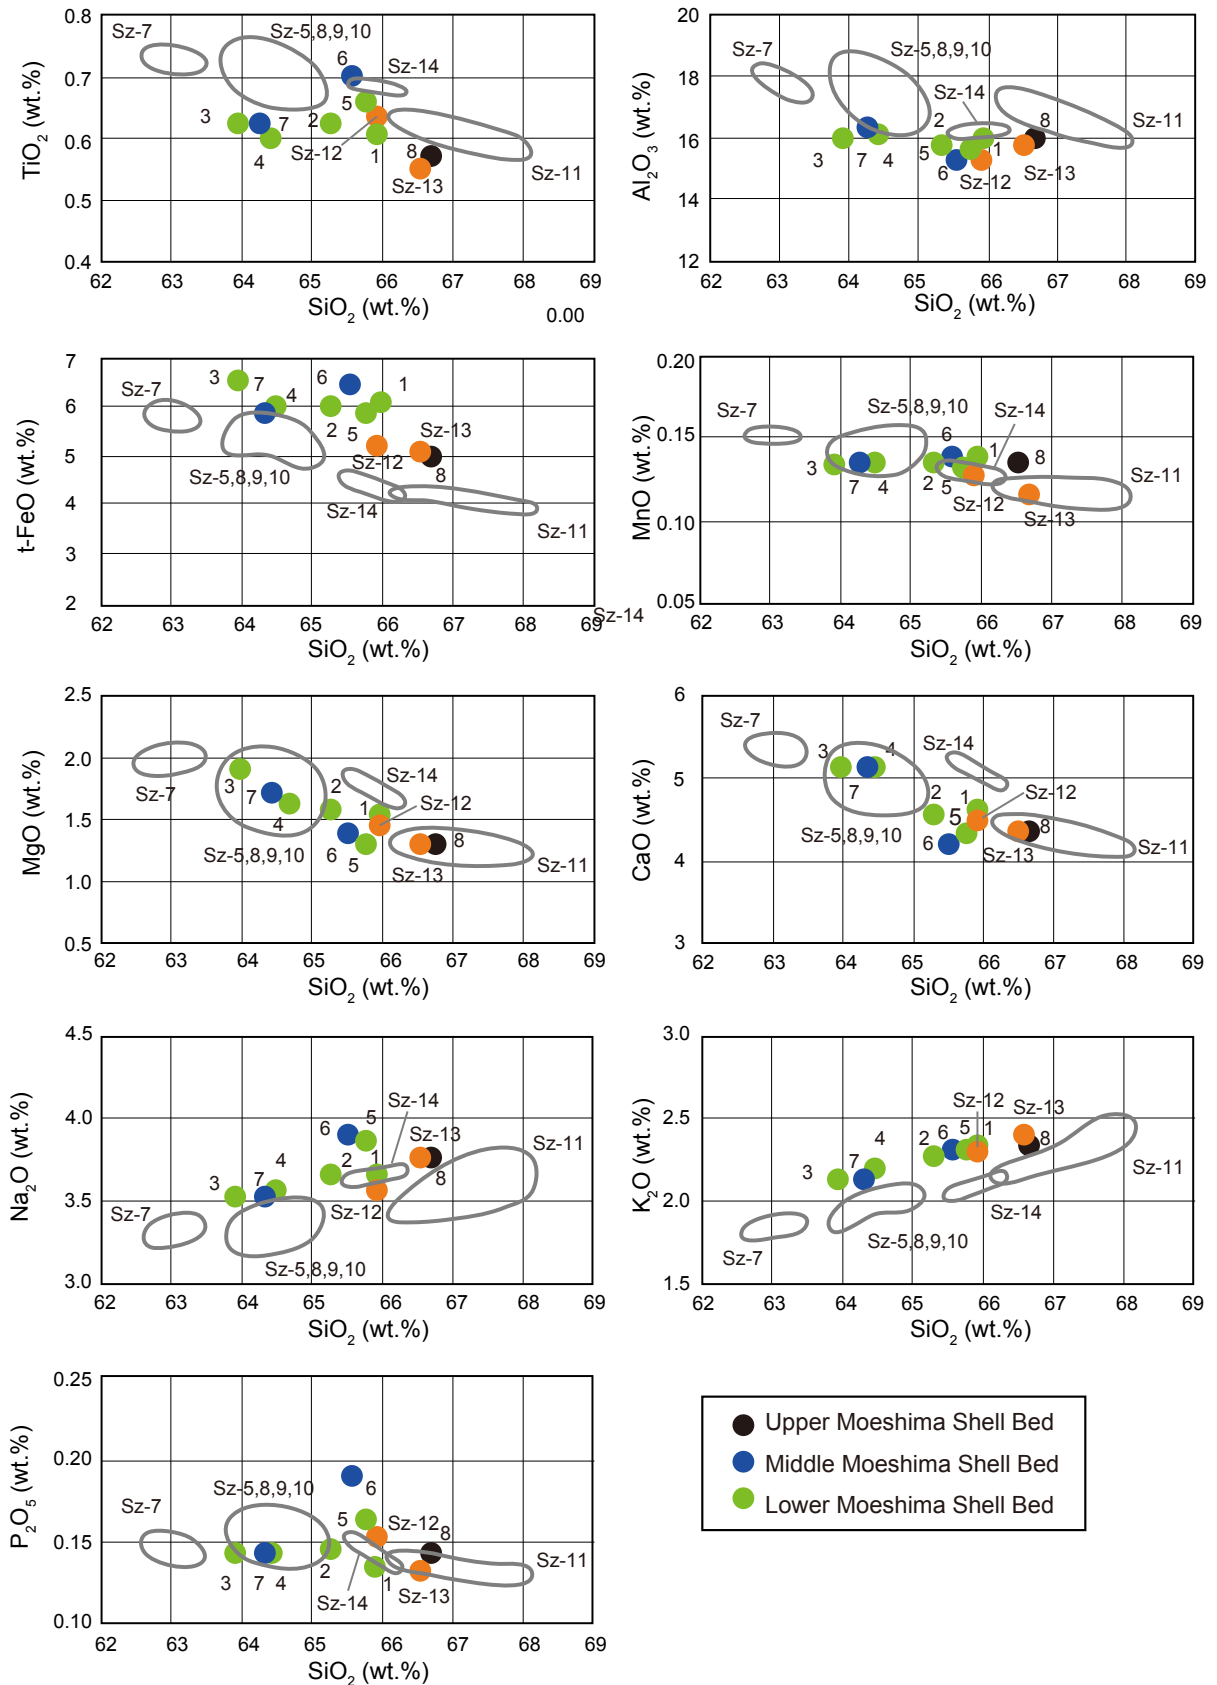 0.8
0.7
0.6
0.5
0.4
TiO2 (wt.%)
Sz-7
Sz-5,8,9,10
6
Sz-14
5
3
7
2
4
Sz-12
1
8
Sz-13
Sz-11
62 63 64 65 66 67 68 69
SiO2 (wt.%)
0.00
20
18
16
14
12
Al2O3 (wt.%)
Sz-7
Sz-5,8,9,10
Sz-14
2
8
Sz-11
3
7
4
5
1
6
Sz-12
Sz-13
62 63 64 65 66 67 68 69
SiO2 (wt.%)
7
6
5
4
3
2
t-FeO (wt.%)
3
7
6
1
Sz-7
4
2
5
Sz-13
Sz-12
8
Sz-5,8,9,10
Sz-14
Sz-11
62 63 64 65 66 67 68 69
Sz-14
SiO2 (wt.%)
0.20
0.15
0.10
0.05
MnO (wt.%)
Sz-7
Sz-5,8,9,10
Sz-14
6
1
8
3
7
4
2
5
Sz-12
Sz-11
Sz-13
62 63 64 65 66 67 68 69
SiO2 (wt.%)
2.5
2.0
1.5
1.0
0.5
MgO (wt.%)
Sz-7
3
7
4
2
Sz-14
1
Sz-12
Sz-5,8,9,10
6
5
8
Sz-13
Sz-11
62 63 64 65 66 67 68 69
SiO2 (wt.%)
6
5
4
3
CaO (wt.%)
Sz-7
3
4
Sz-14
7
2
1
Sz-12
Sz-5,8,9,10
5
6
8
Sz-13
Sz-11
62 63 64 65 66 67 68 69
SiO2 (wt.%)
4.5
4.0
3.5
3.0
Na2O (wt.%)
6
5
Sz-14
Sz-13
Sz-11
3
7
4
2
1
8
Sz-7
Sz-12
Sz-5,8,9,10
62 63 64 65 66 67 68 69
SiO2 (wt.%)
3.0
2.5
2.0
1.5
K2O (wt.%)
Sz-12
Sz-13
4
2
6
5
1
8
3
7
Sz-11
Sz-14
Sz-7
Sz-5,8,9,10
62 63 64 65 66 67 68 69
SiO2 (wt.%)
0.25
0.20
0.15
0.10
P2O5 (wt.%)
Sz-7
Sz-5,8,9,10
6
5
Sz-12
8
Sz-11
3
7
4
2
Sz-14
1
Sz-13
62 63 64 65 66 67 68 69
SiO2 (wt.%)
Upper Moeshima Shell Bed
Middle Moeshima Shell Bed
Lower Moeshima Shell Bed